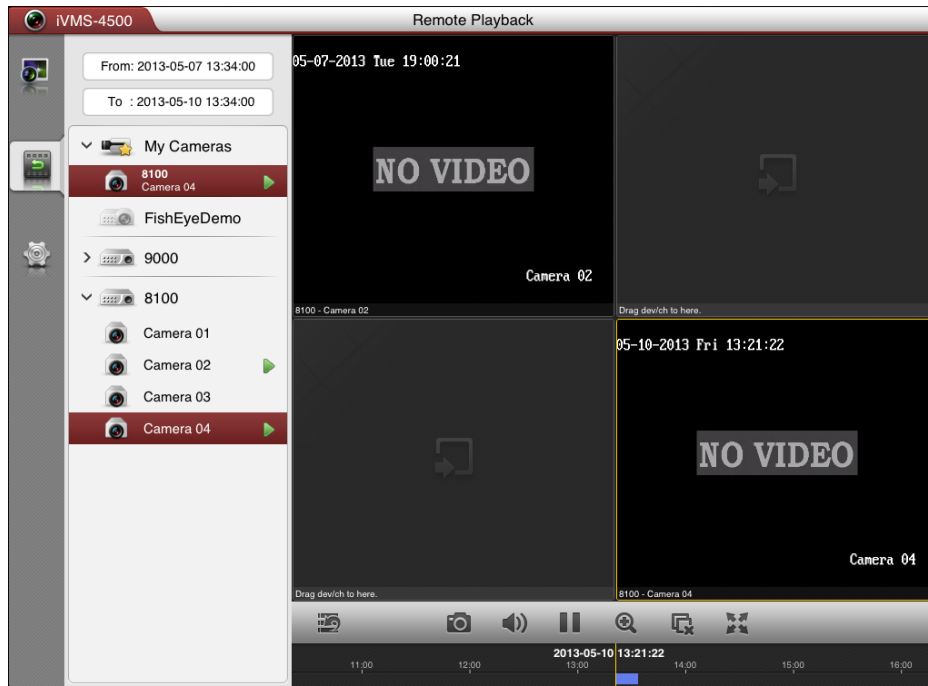 iVMS-4500
Remote Playback
From: 2013-05-07 13:34:00
To : 2013-05-10 13:34:00
My Cameras
8100
Camera 04
FishEyeDemo
9000
8100
Camera 01
Camera 02
Camera 03
Camera 04
05-07-2013 Tue 19:00:21
NO VIDEO
Camera 02
8100 - Camera 02
Drag dev/ch to here.
Drag dev/ch to here.
05-10-2013 Fri 13:21:22
NO VIDEO
Camera 04
8100 - Camera 04
2013-05-10 13:21:22
11:00 12:00 13:00 14:00 15:00 16:00